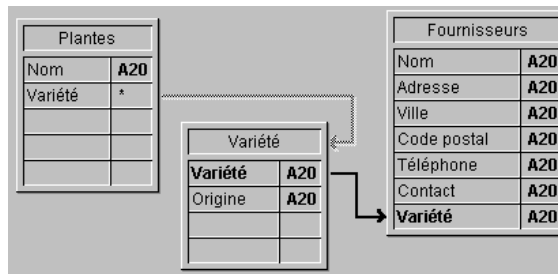 Plantes
Nom A20
Variété *
Variété
Variété A20
Origine A20
Fournisseurs
Nom A20
Adresse A20
Ville A20
Code postal A20
Téléphone A20
Contact A20
Variété A20